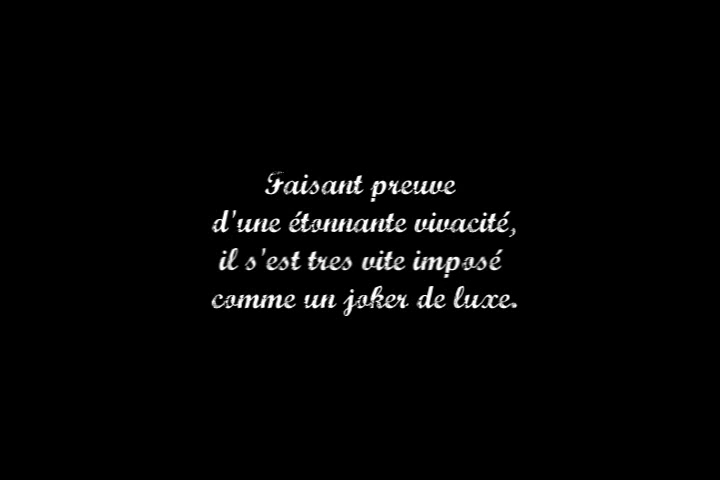 Faisant preuve
d'une étonnante vivacité,
il s'est tres vite imposé
comme un joker de luxe.